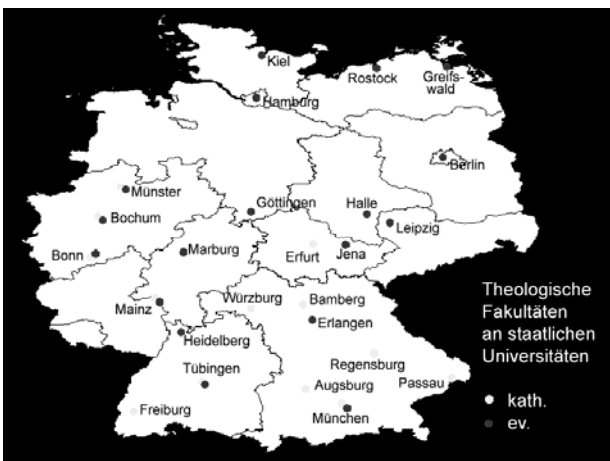 Kiel
Rostock
Greifs-
wald
Hamburg
Berlin
Münster
Göttingen
Halle
Bochum
Leipzig
Marburg
Bonn
Erfurt
Jena
Mainz
Würzburg
Bamberg
Erlangen
Heidelberg
Regensburg
Tübingen
Augsburg
Passau
Freiburg
München
Theologische
Fakultäten
an staatlichen
Universitäten
kath.
ev.